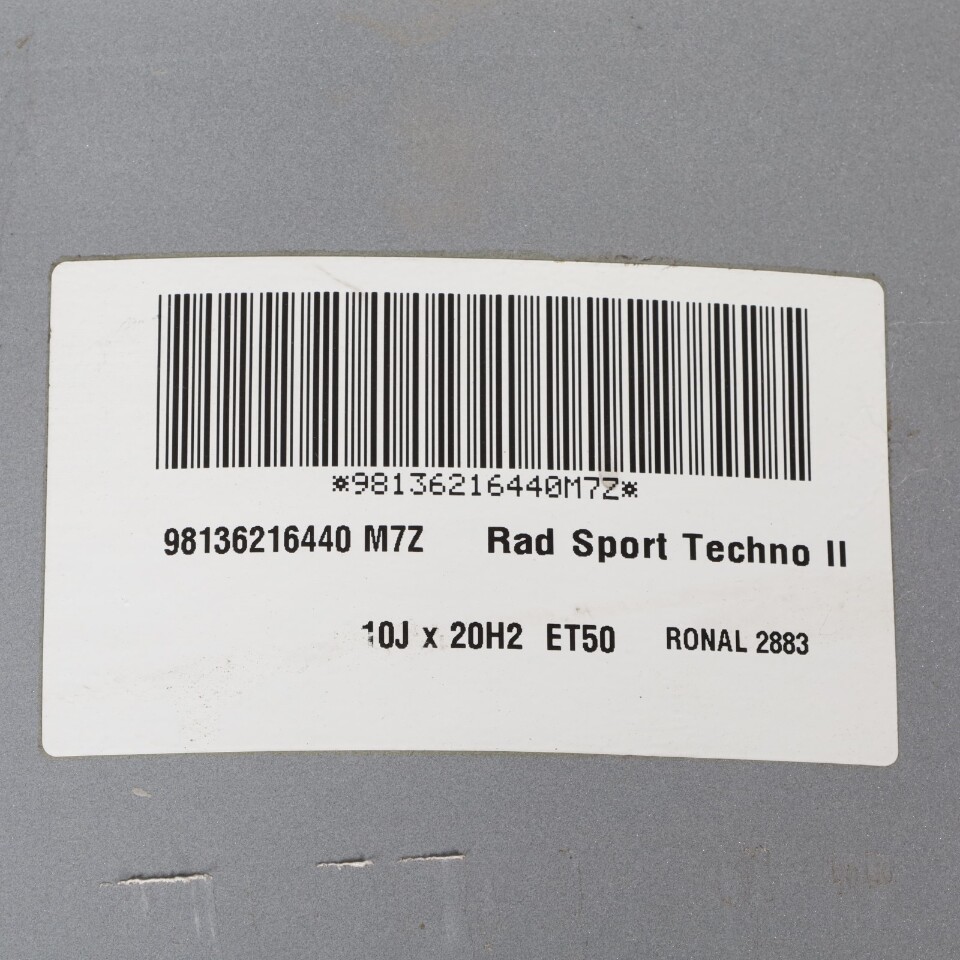 *98136216440M7Z*
98136216440 M7Z Rad Sport Techno II
10J x 20H2 ET50 RONAL 2883